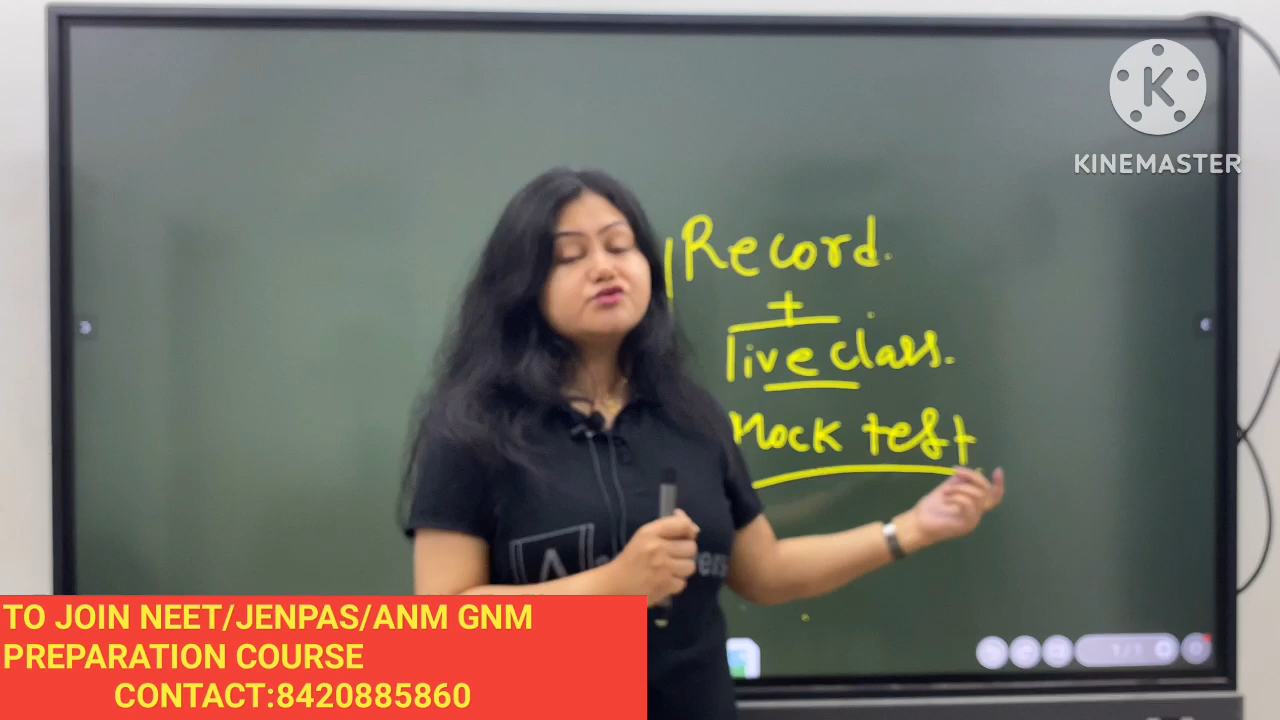 KINEMASTER
Record.
+
live class.
Mock test
TO JOIN NEET/JENPAS/ANM GNM
PREPARATION COURSE
CONTACT:8420885860